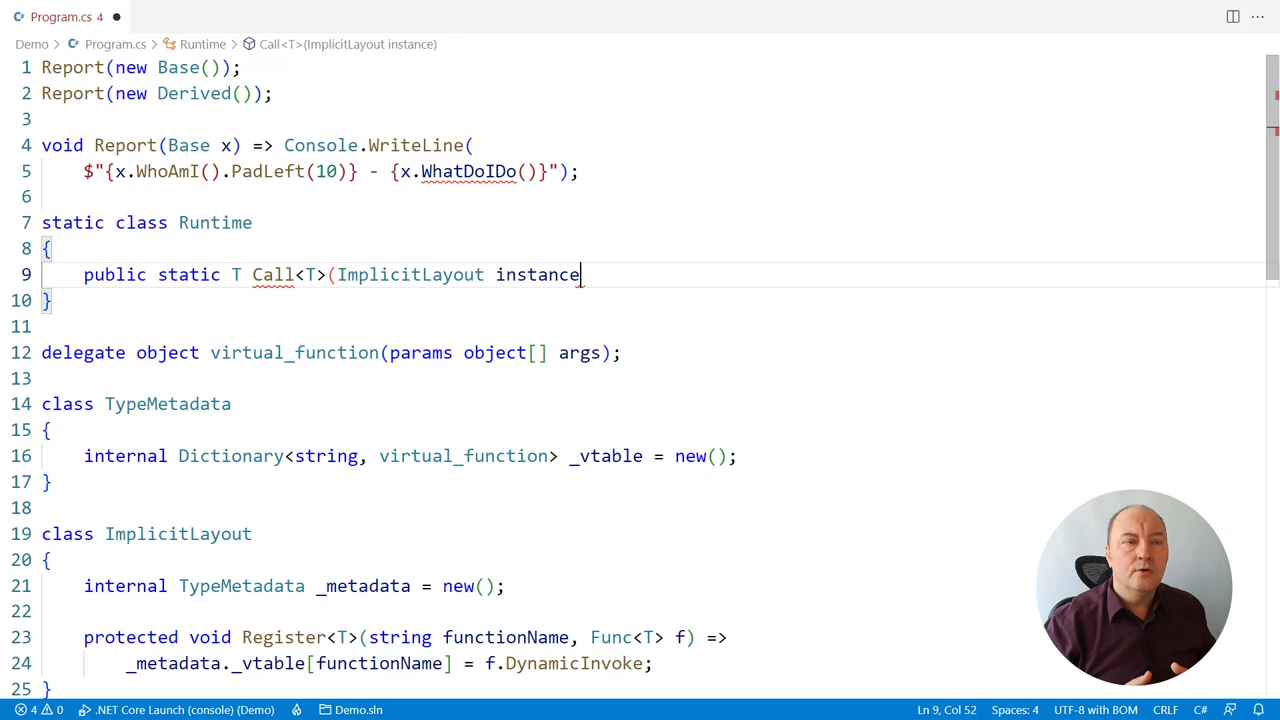 Program.cs 4
Demo > Program.cs > Runtime > Call<T>(ImplicitLayout instance)
1 Report(new Base());
2 Report(new Derived());
3
4 void Report(Base x) => Console.WriteLine(
5 $"{x.WhoAmI().PadLeft(10)} - {x.WhatDoIDo()}");
6
7 static class Runtime
8 {
9 public static T Call<T>(ImplicitLayout instance
10 }
11
12 delegate object virtual_function(params object[] args);
13
14 class TypeMetadata
15 {
16 internal Dictionary<string, virtual_function> _vtable = new();
17 }
18
19 class ImplicitLayout
20 {
21 internal TypeMetadata _metadata = new();
22
23 protected void Register<T>(string functionName, Func<T> f) =>
24 _metadata._vtable[functionName] = f.DynamicInvoke;
25 }
4 0 .NET Core Launch (console) (Demo) Demo.sln Ln 9, Col 52 Spaces: 4 UTF-8 with BOM CRLF C#